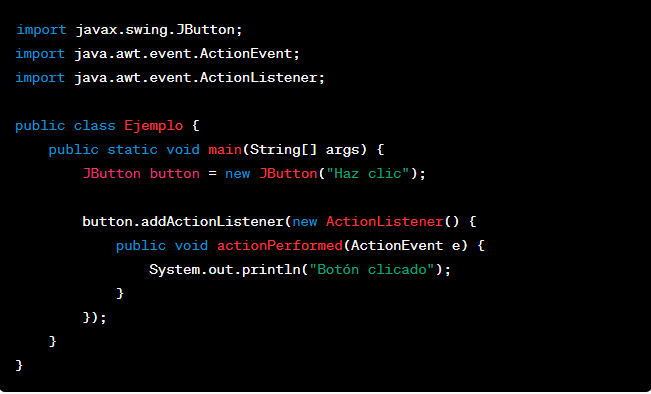 import javax.swing.JButton;
import java.awt.event.ActionEvent;
import java.awt.event.ActionListener;

public class Ejemplo {
    public static void main(String[] args) {
        JButton button = new JButton("Haz clic");

        button.addActionListener(new ActionListener() {
            public void actionPerformed(ActionEvent e) {
                System.out.println("Botón clicado");
            }
        });
    }
}